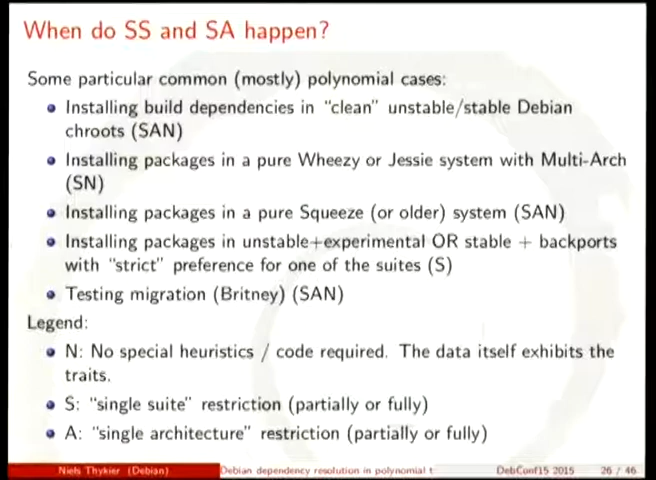 When do SS and SA happen?
Some particular common (mostly) polynomial cases:
Installing build dependencies in "clean" unstable/stable Debian
chroots (SAN)
Installing packages in a pure Wheezy or Jessie system with Multi-Arch
(SN)
Installing packages in a pure Squeeze (or older) system (SAN)
Installing packages in unstable+experimental OR stable + backports
with "strict" preference for one of the suites (S)
Testing migration (Britney) (SAN)
Legend:
N: No special heuristics / code required. The data itself exhibits the
traits.
S: "single suite" restriction (partially or fully)
A: "single architecture" restriction (partially or fully)
Niels Thykier (Debian) Debian dependency resolution in polynomial t DebConf15 2015 26 / 46